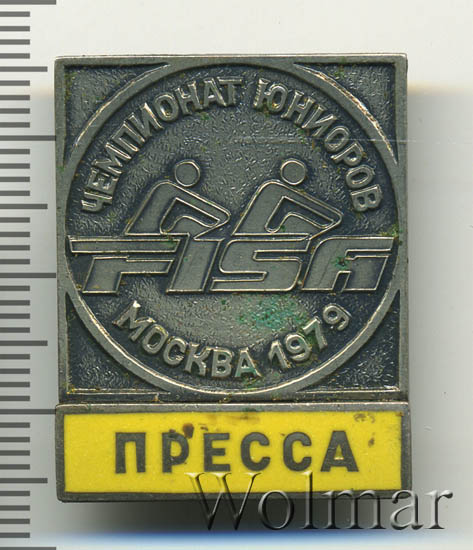 ЧЕМПИОНАТ ЮНИОРОВ
FISA
МОСКВА 1979
ПРЕССА
Wolmar